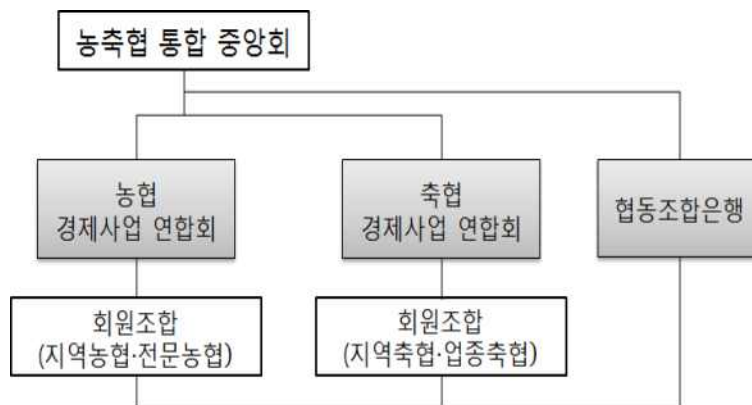 농축협 통합 중앙회
농협
경제사업 연합회
축협
경제사업 연합회
협동조합은행
회원조합
(지역농협·전문농협)
회원조합
(지역축협·업종축협)